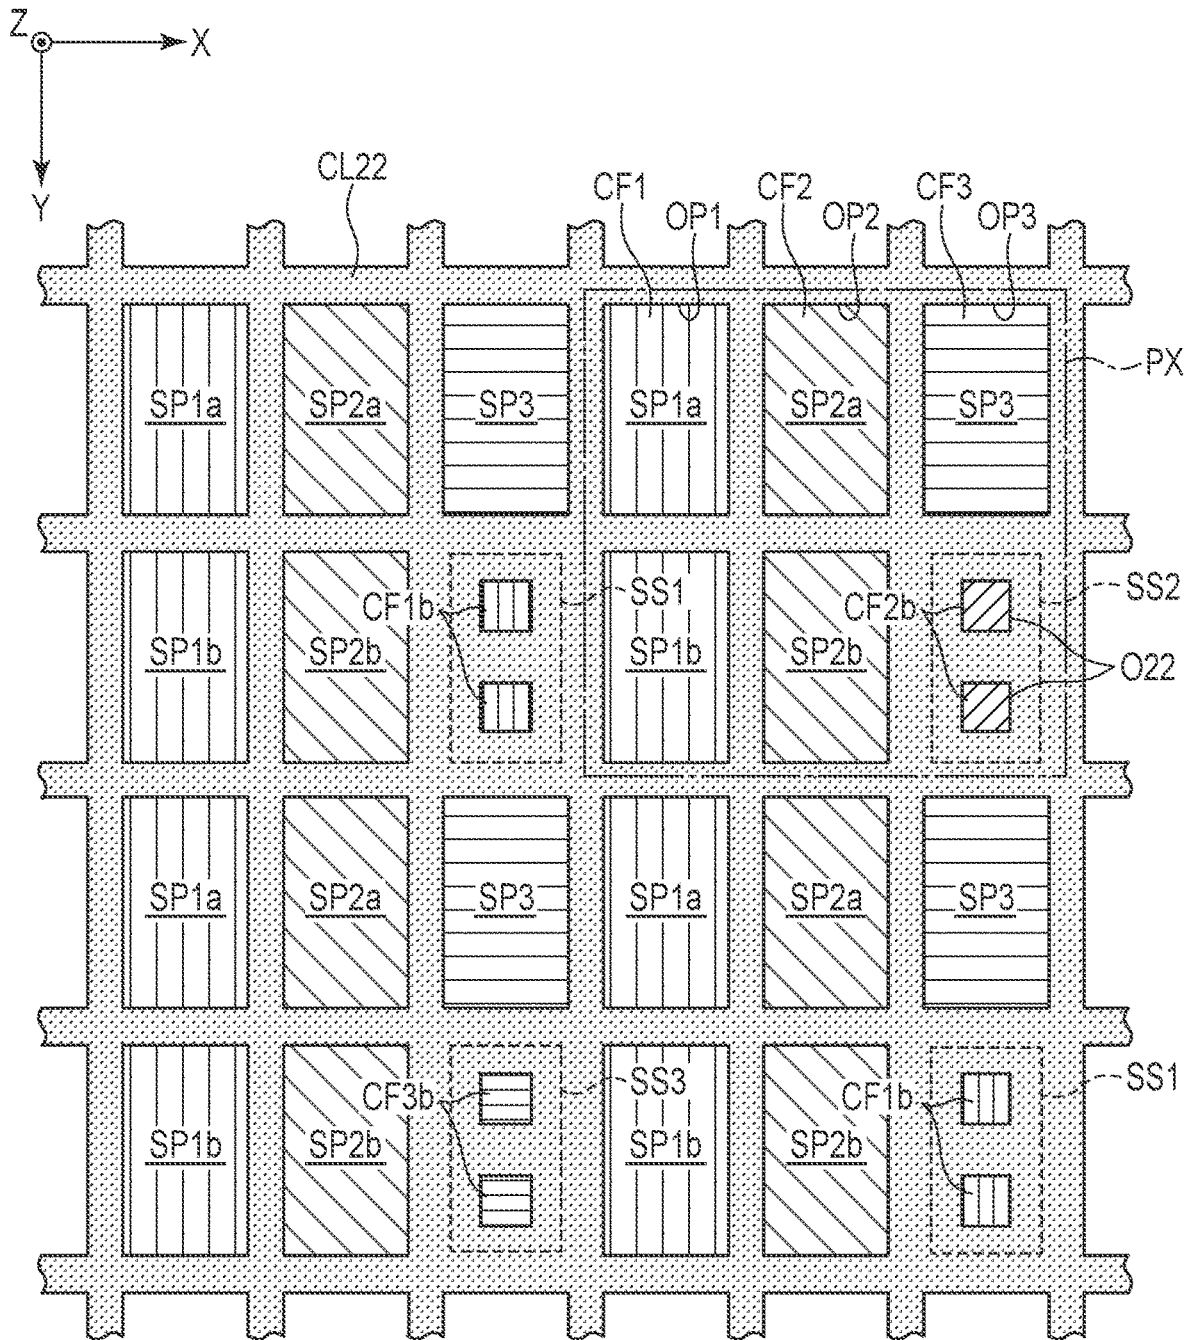 Z X
Y
CL22 CF1 OP1 CF2 OP2 CF3 OP3
PX
SP1a SP2a SP3 SP1a SP2a SP3
CF1b SS1 CF2b SS2
SP1b SP2b SP1b SP2b O22
SP1a SP2a SP3 SP1a SP2a SP3
CF3b SS3 CF1b SS1
SP1b SP2b SP1b SP2b